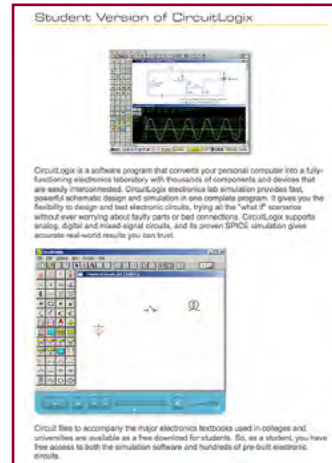 Student Version of CircuitLogix
CircuitLogix is a software program that converts your personal computer into a fully-
functioning electronics laboratory with thousands of components and devices that
are easily interconnected. CircuitLogix electronics lab simulation provides fast,
powerful schematic design and simulation in one complete program. It gives you the
flexibility to design and test electronic circuits, trying all the "what if" scenarios
without ever worrying about faulty parts or bad connections. CircuitLogix supports
analog, digital and mixed-signal circuits, and its proven SPICE simulation gives
accurate real-world results you can trust.
Circuit files to accompany the major electronics textbooks used in colleges and
universities are available as a free download for students. So, as a student, you have
free access to both the simulation software and hundreds of pre-built electronic
circuits.